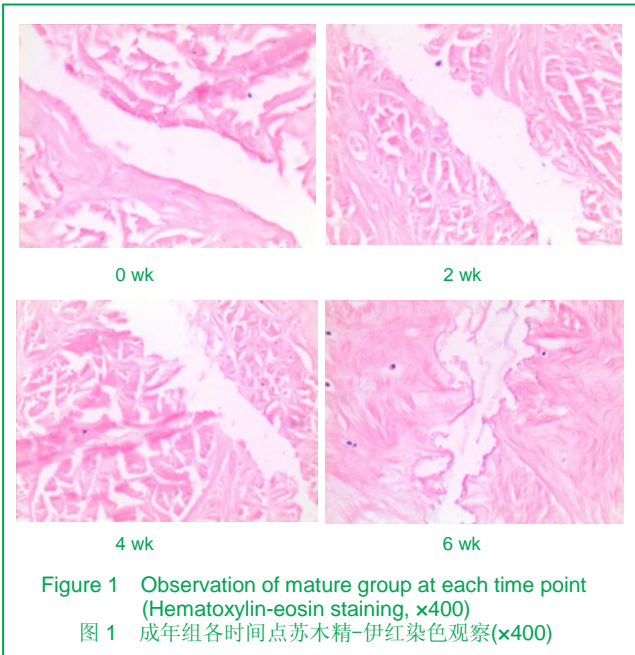 0 wk
2 wk
4 wk
6 wk
Figure 1 Observation of mature group at each time point
(Hematoxylin-eosin staining, ×400)
图 1 成年组各时间点苏木精-伊红染色观察(×400)